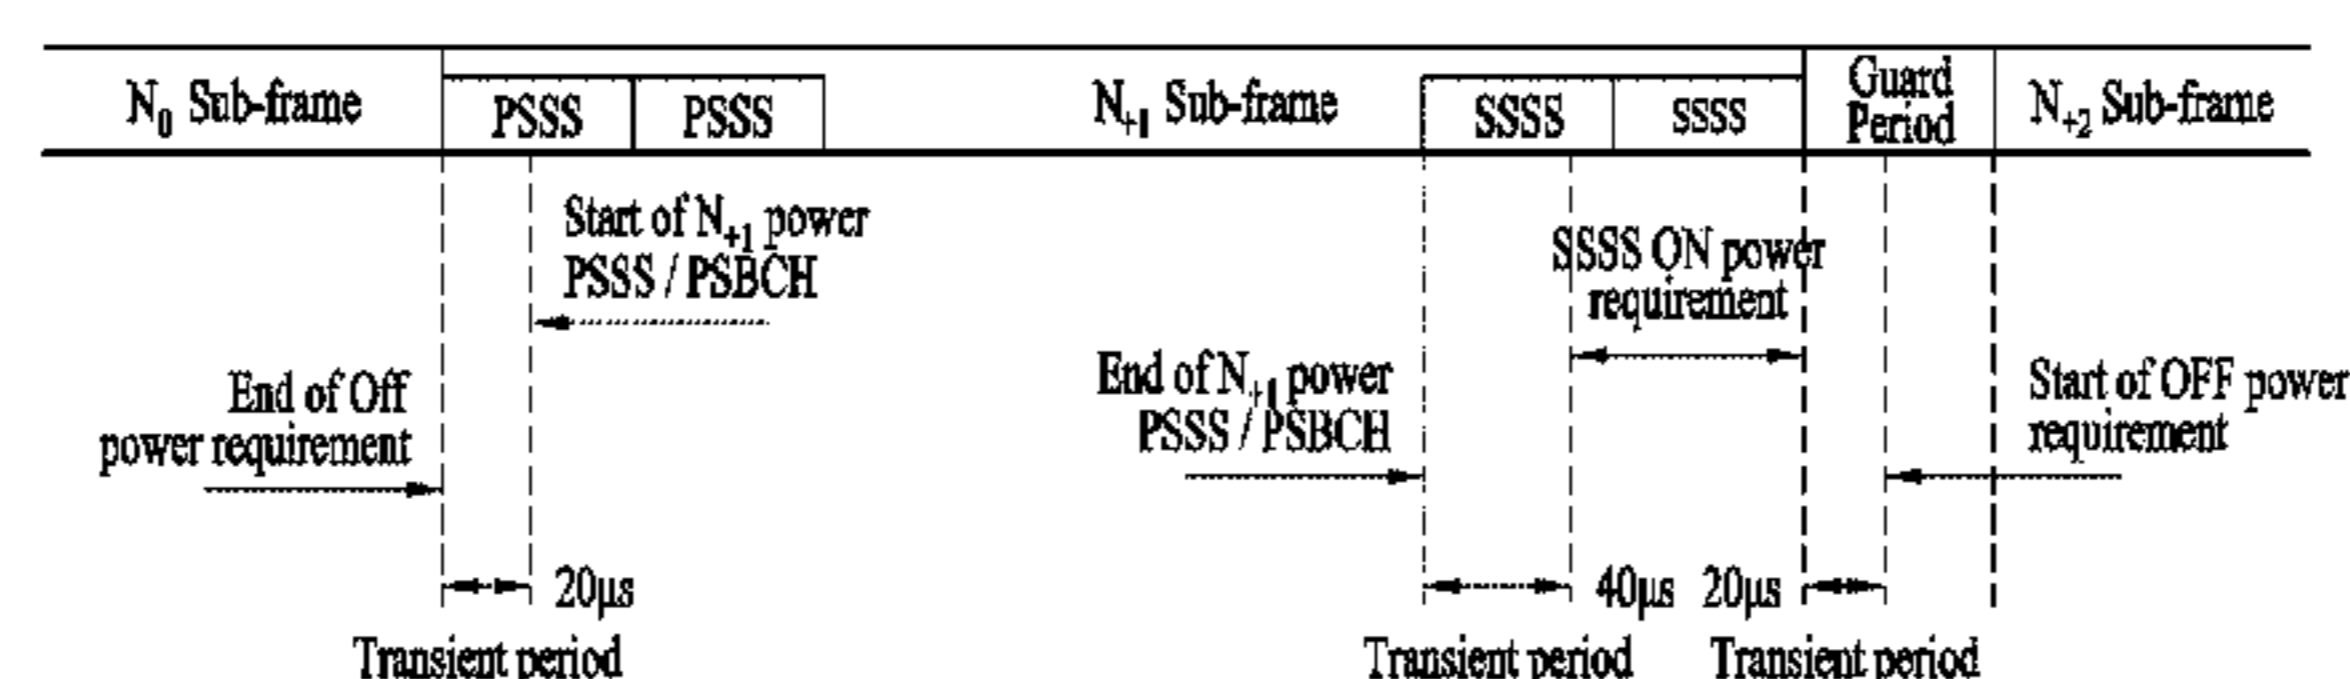 N0 Sub-frame
PSSS
PSSS
N+1 Sub-frame
SSSS
SSSS
Guard
Period
N+2 Sub-frame
Start of N+1 power
PSSS / PSBCH
SSSS ON power
requirement
End of Off
power requirement
End of N+1 power
PSSS / PSBCH
Start of OFF power
requirement
20μs
40μs
20μs
Transient period
Transient period
Transient period